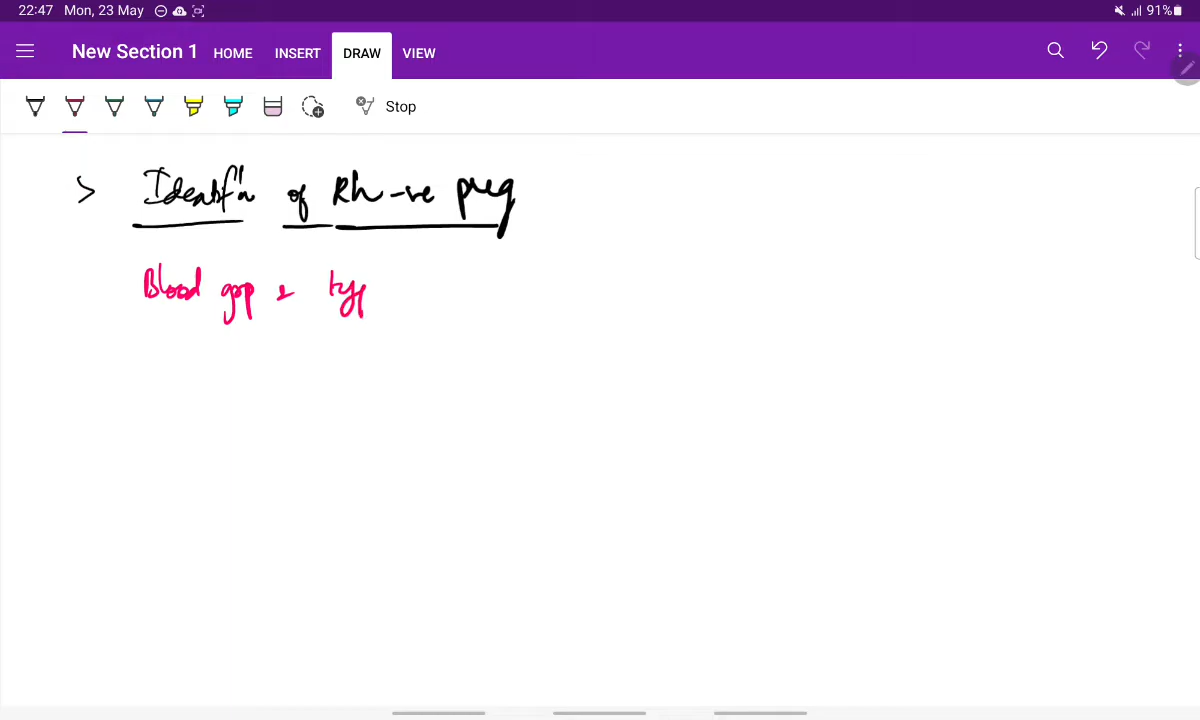 22:47 Mon, 23 May 91%
New Section 1 HOME INSERT DRAW VIEW
Stop
> Identif'n of Rh -ve preg
Blood grp & typ